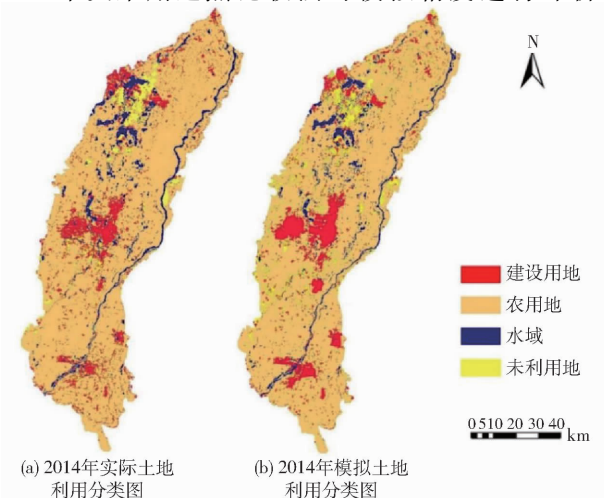 N
建设用地
农用地
水域
未利用地
0 5 10 20 30 40 km
(a) 2014年实际土地
利用分类图
(b) 2014年模拟土地
利用分类图